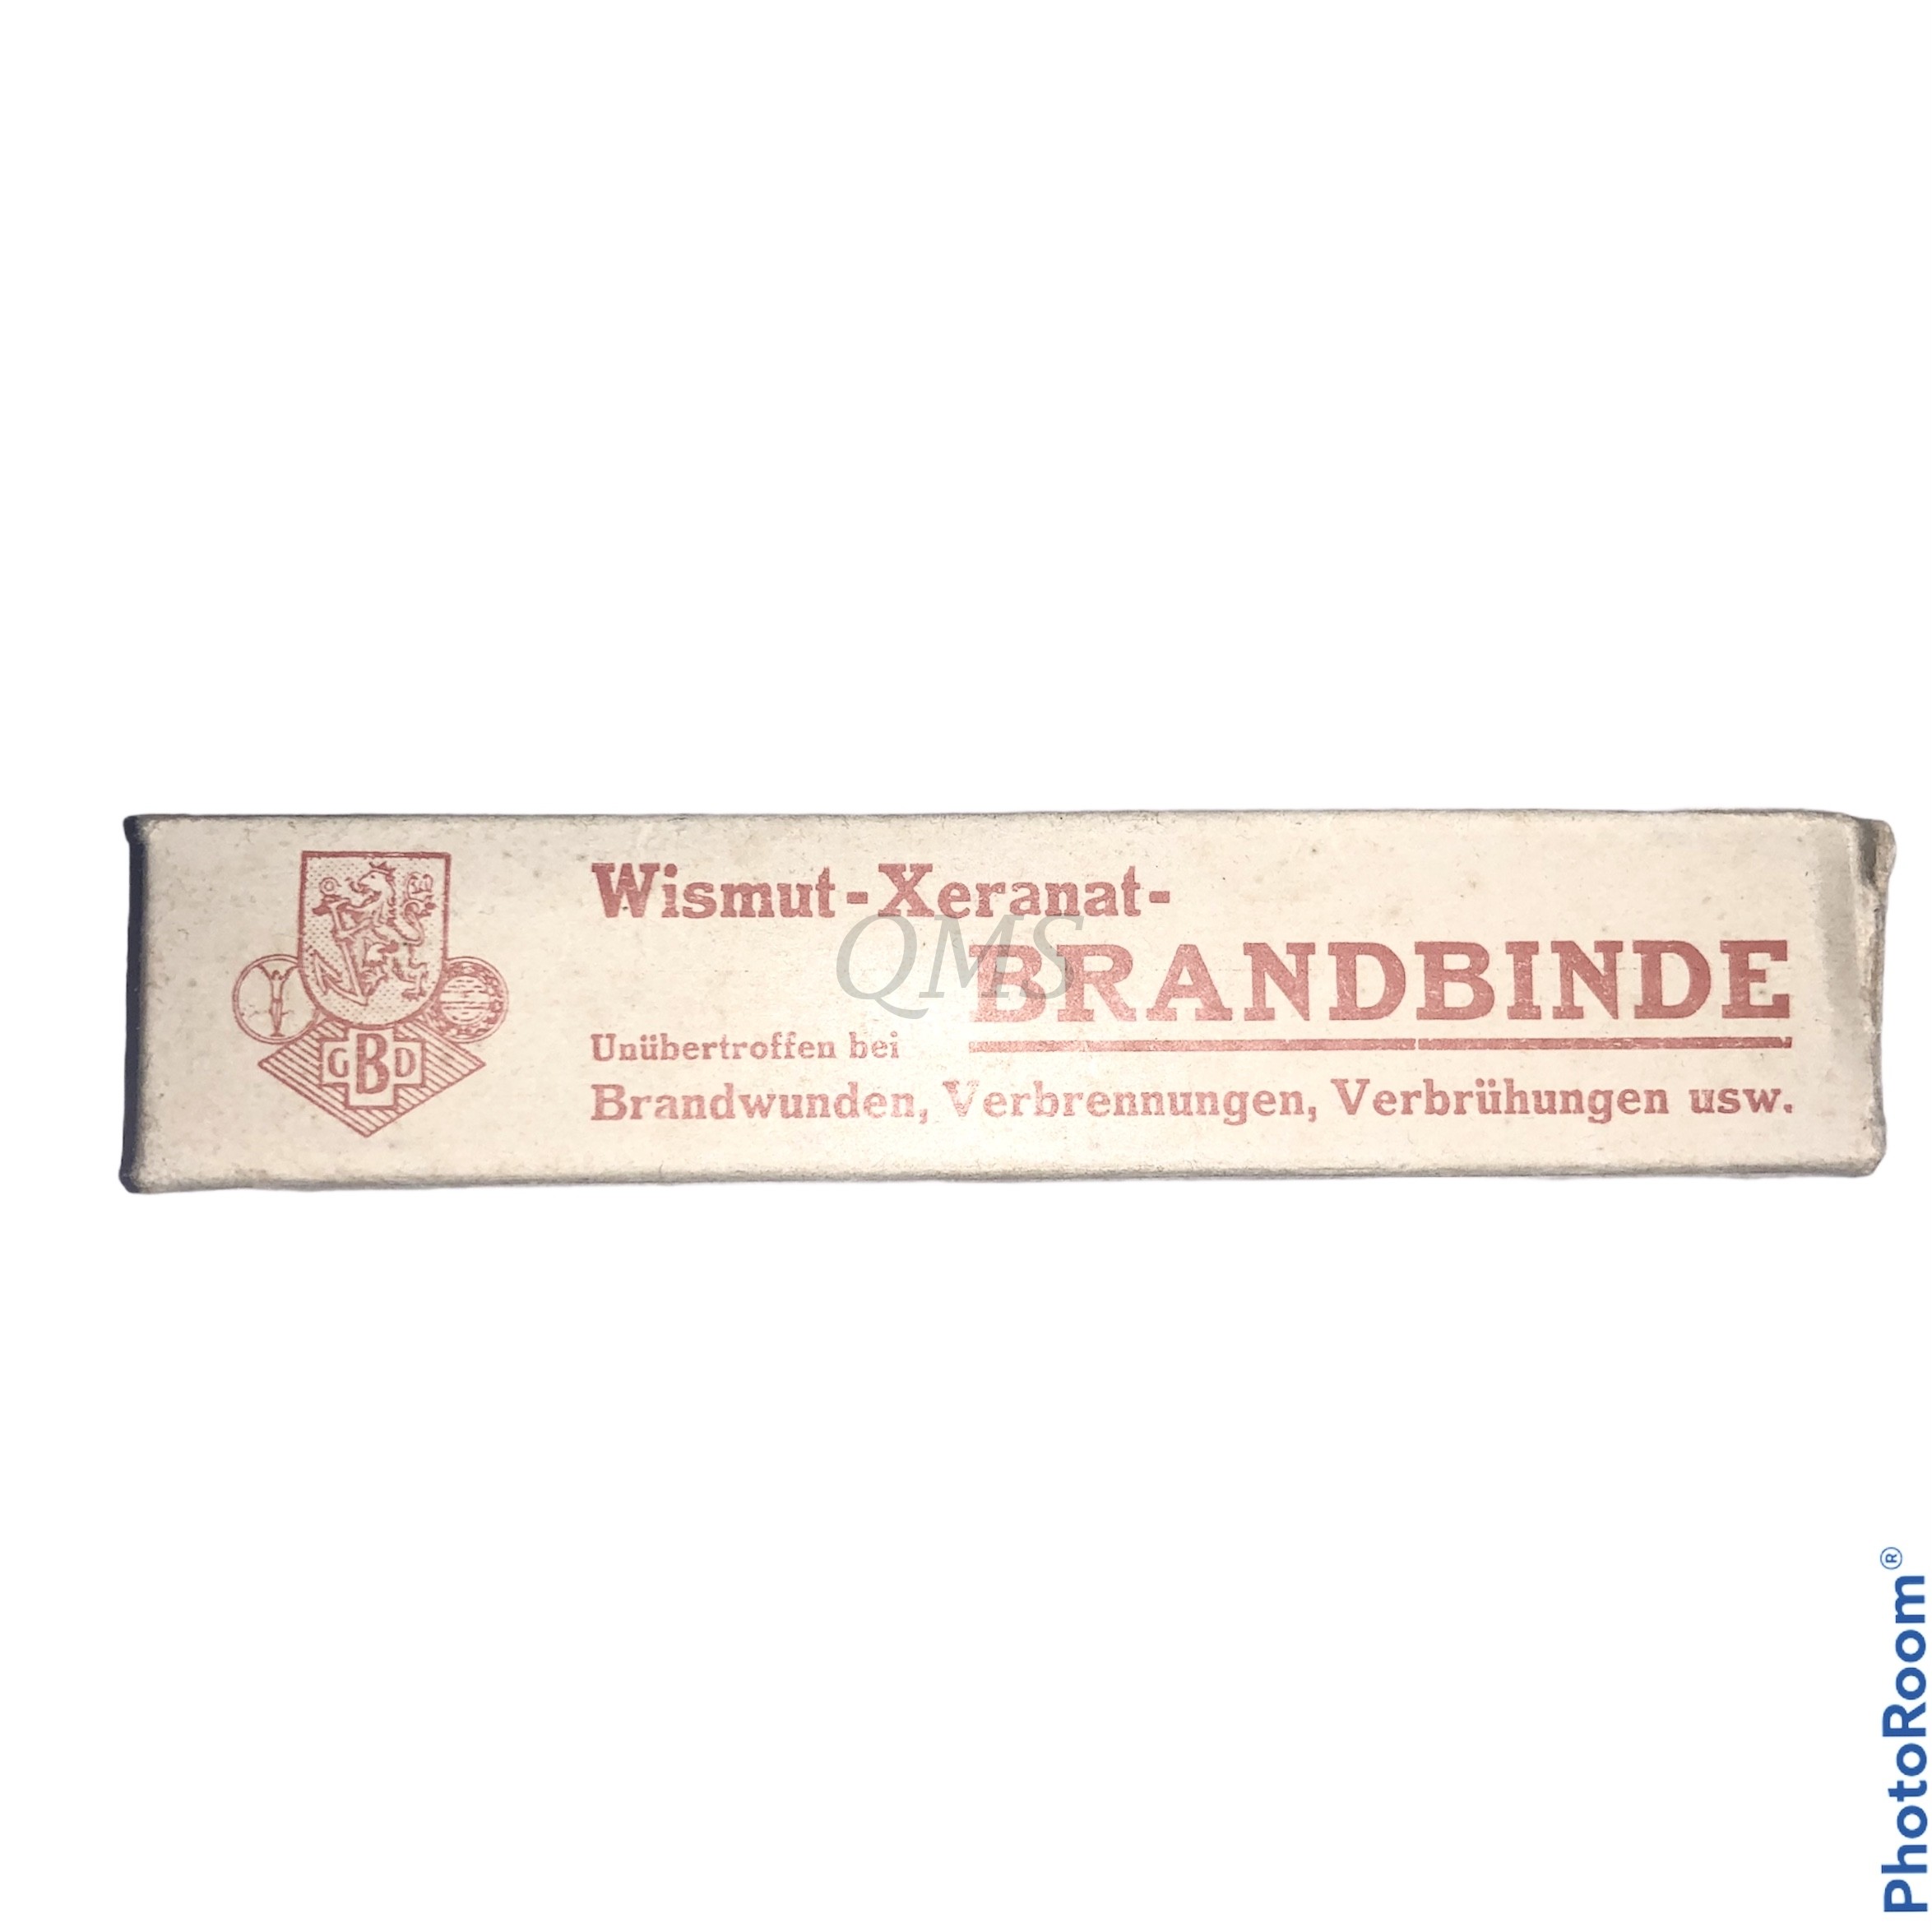 Wismut-Xeranat-
BRANDBINDE
Unübertroffen bei
Brandwunden, Verbrennungen, Verbrühungen usw.
GBD
QMS
PhotoRoom®